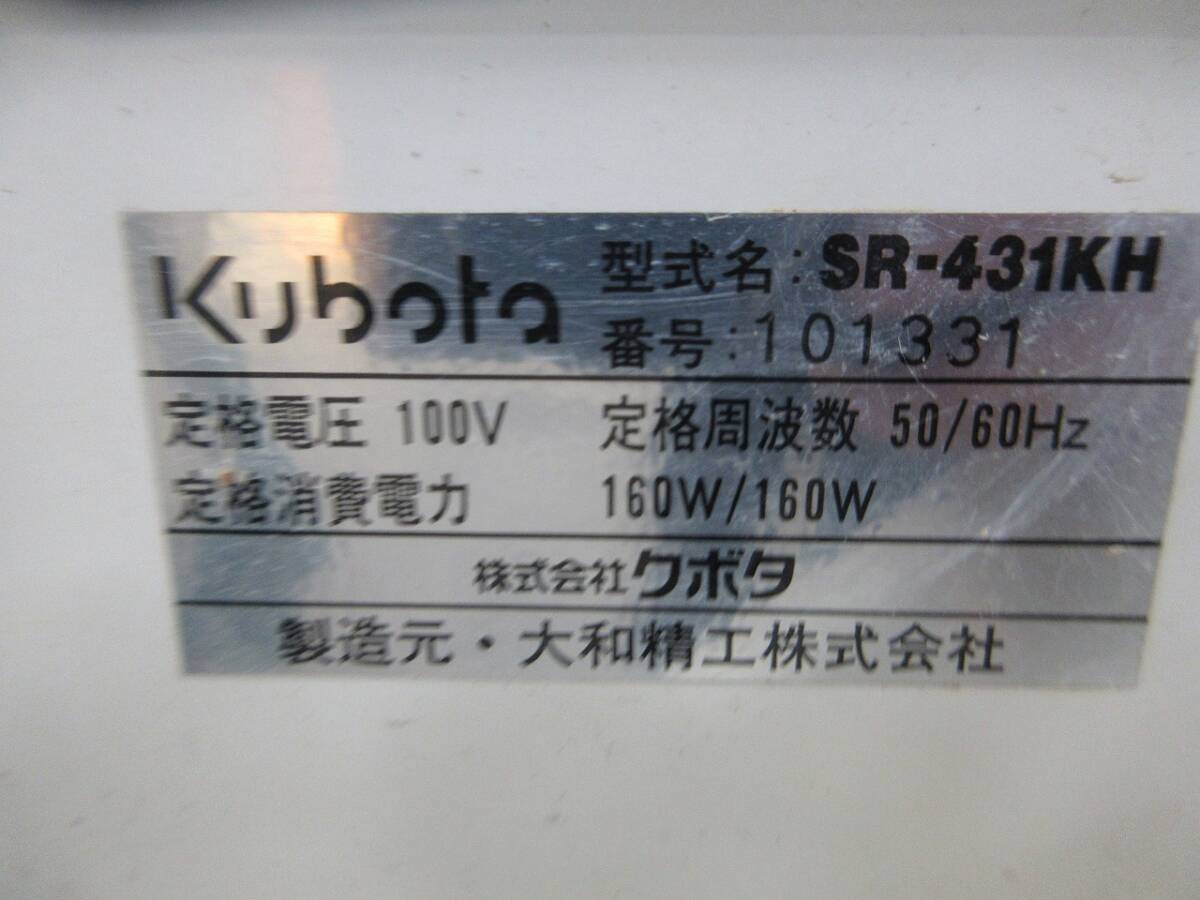 Kubota
型式名:SR-431KH
番号:101331
定格電圧 100V 定格周波数 50/60Hz
定格消費電力 160W/160W
株式会社クボタ
製造元・大和精工株式会社